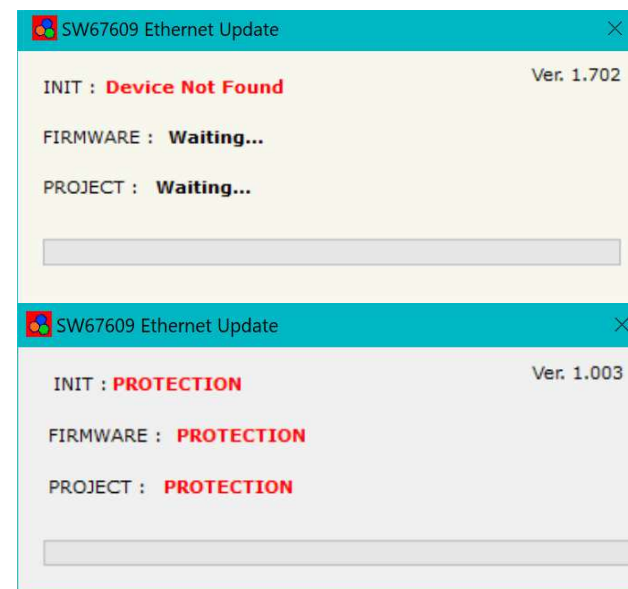 SW67609 Ethernet Update
Ver. 1.702
INIT : Device Not Found
FIRMWARE : Waiting...
PROJECT : Waiting...
SW67609 Ethernet Update
Ver. 1.003
INIT : PROTECTION
FIRMWARE : PROTECTION
PROJECT : PROTECTION